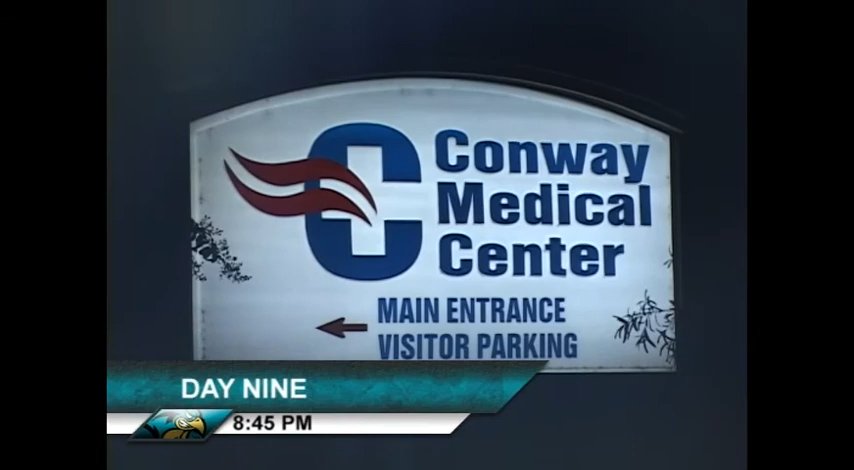 Conway
Medical
Center
MAIN ENTRANCE
VISITOR PARKING
DAY NINE
8:45 PM